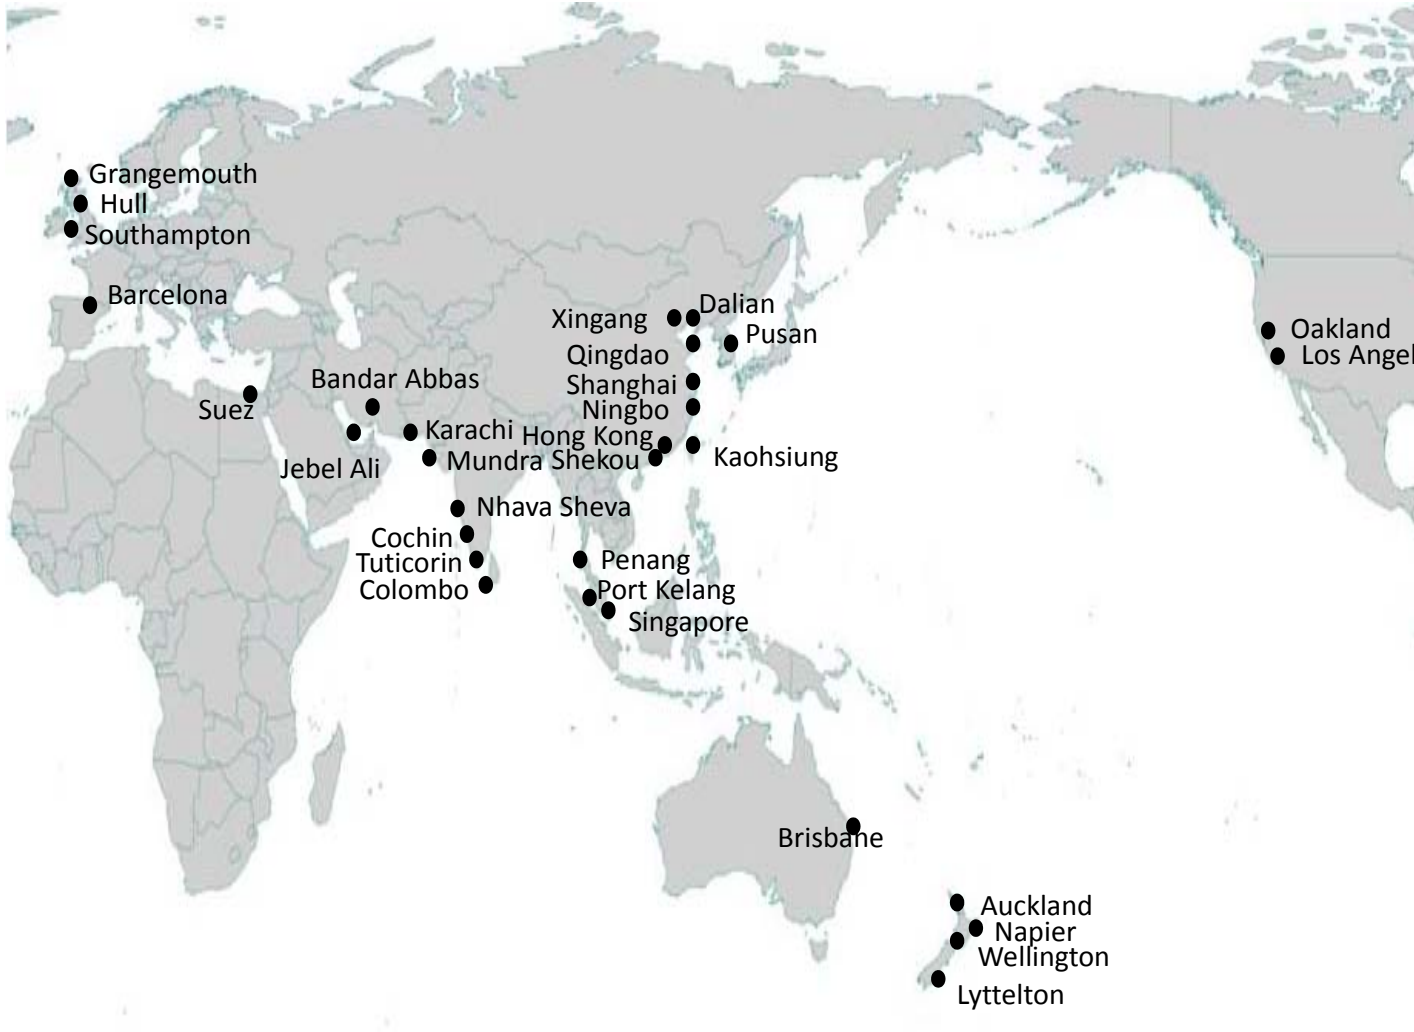 Grangemouth
Hull
Southampton
Barcelona
Dalian
Xingang
Pusan
Oakland
Qingdao
Los Angel
Bandar Abbas
Shanghai
Suez
Ningbo
Karachi
Hong Kong
Jebel Ali
Mundra
Shekou
Kaohsiung
Nhava Sheva
Cochin
Tuticorin
Penang
Colombo
Port Kelang
Singapore
Brisbane
Auckland
Napier
Wellington
Lyttelton